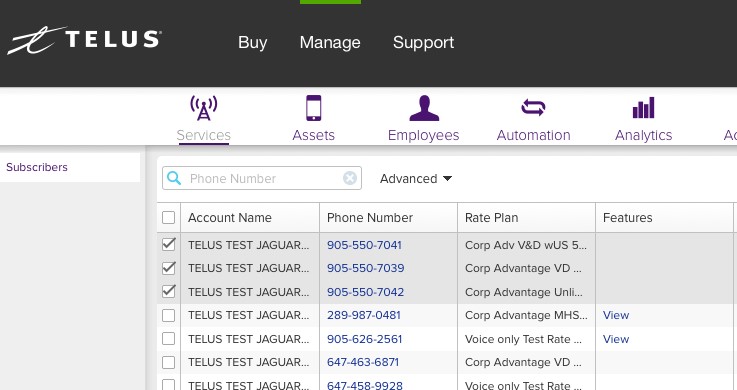 TELUS Buy Manage Support
Services Assets Employees Automation Analytics
Subscribers
Phone Number Advanced
Account Name Phone Number Rate Plan Features
TELUS TEST JAGUAR... 905-550-7041 Corp Adv V&D wUS 5...
TELUS TEST JAGUAR... 905-550-7039 Corp Advantage VD ...
TELUS TEST JAGUAR... 905-550-7042 Corp Advantage Unli...
TELUS TEST JAGUAR... 289-987-0481 Corp Advantage MHS... View
TELUS TEST JAGUAR... 905-626-2561 Voice only Test Rate ... View
TELUS TEST JAGUAR... 647-463-6871 Corp Advantage VD ...
TELUS TEST JAGUAR... 647-458-9928 Voice only Test Rate ...